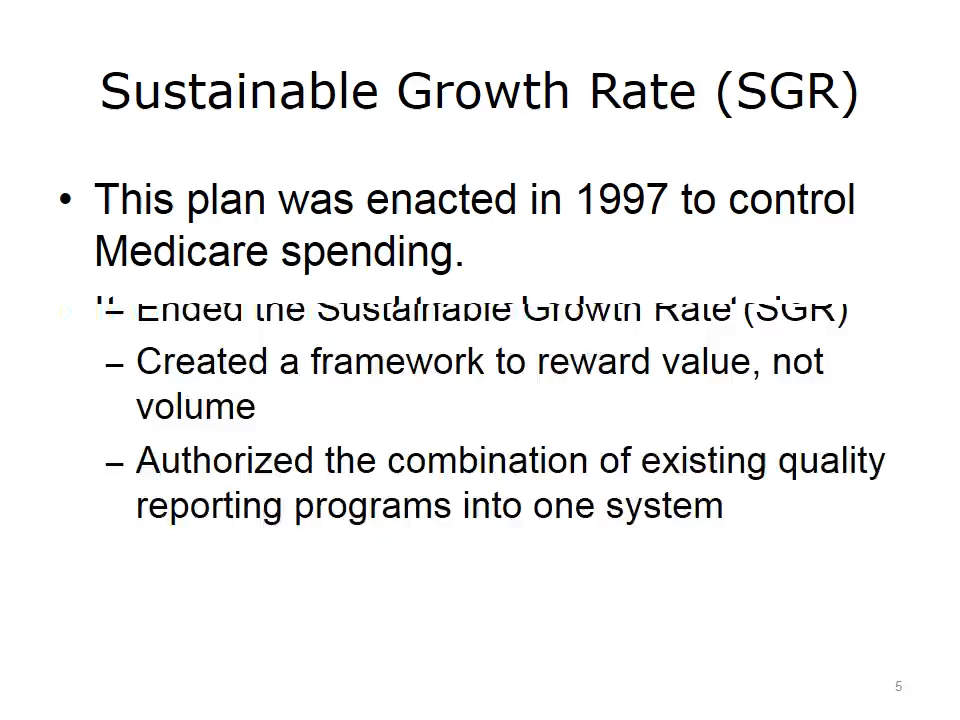 Sustainable Growth Rate (SGR)
• This plan was enacted in 1997 to control
Medicare spending.
– Ended the Sustainable Growth Rate (SGR)
– Created a framework to reward value, not
volume
– Authorized the combination of existing quality
reporting programs into one system
5